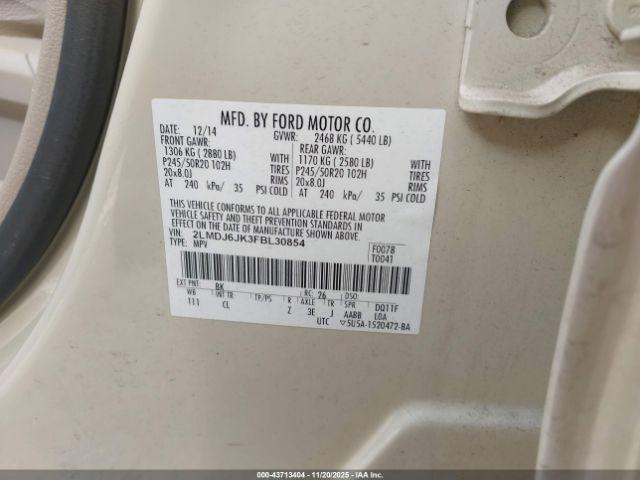 MFD. BY FORD MOTOR CO.
DATE: 12/14 GVWR: 2468 KG ( 5440 LB)
FRONT GAWR: REAR GAWR:
1306 KG ( 2880 LB) WITH 1170 KG ( 2580 LB) WITH
P245/50R20 102H TIRES P245/50R20 102H TIRES
20x8.0J RIMS 20x8.0J RIMS
AT 240 kPa/ 35 PSI COLD AT 240 kPa/ 35 PSI COLD
THIS VEHICLE CONFORMS TO ALL APPLICABLE FEDERAL MOTOR
VEHICLE SAFETY AND THEFT PREVENTION STANDARDS IN
EFFECT ON THE DATE OF MANUFACTURE SHOWN ABOVE.
VIN: 2LMDJ6JK3FBL30854
TYPE: MPV
F0078
T0041
EXT PNT: BK RC: 26 DSO:
WB INT TR TP/PS R AXLE TR SPR DQ1TF
111 CL Z 3E J AABB L0A
UTC ▽5U5A-1520472-BA
© 000-43713404 - 11/20/2025 - IAAI.COM